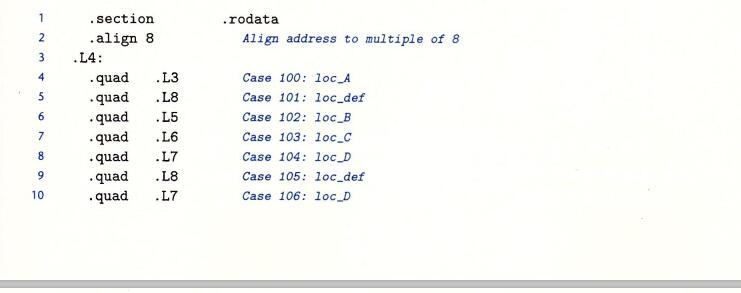 1 .section .rodata
2 .align 8 Align address to multiple of 8
3 .L4:
4 .quad .L3 Case 100: loc_A
5 .quad .L8 Case 101: loc_def
6 .quad .L5 Case 102: loc_B
7 .quad .L6 Case 103: loc_C
8 .quad .L7 Case 104: loc_D
9 .quad .L8 Case 105: loc_def
10 .quad .L7 Case 106: loc_D